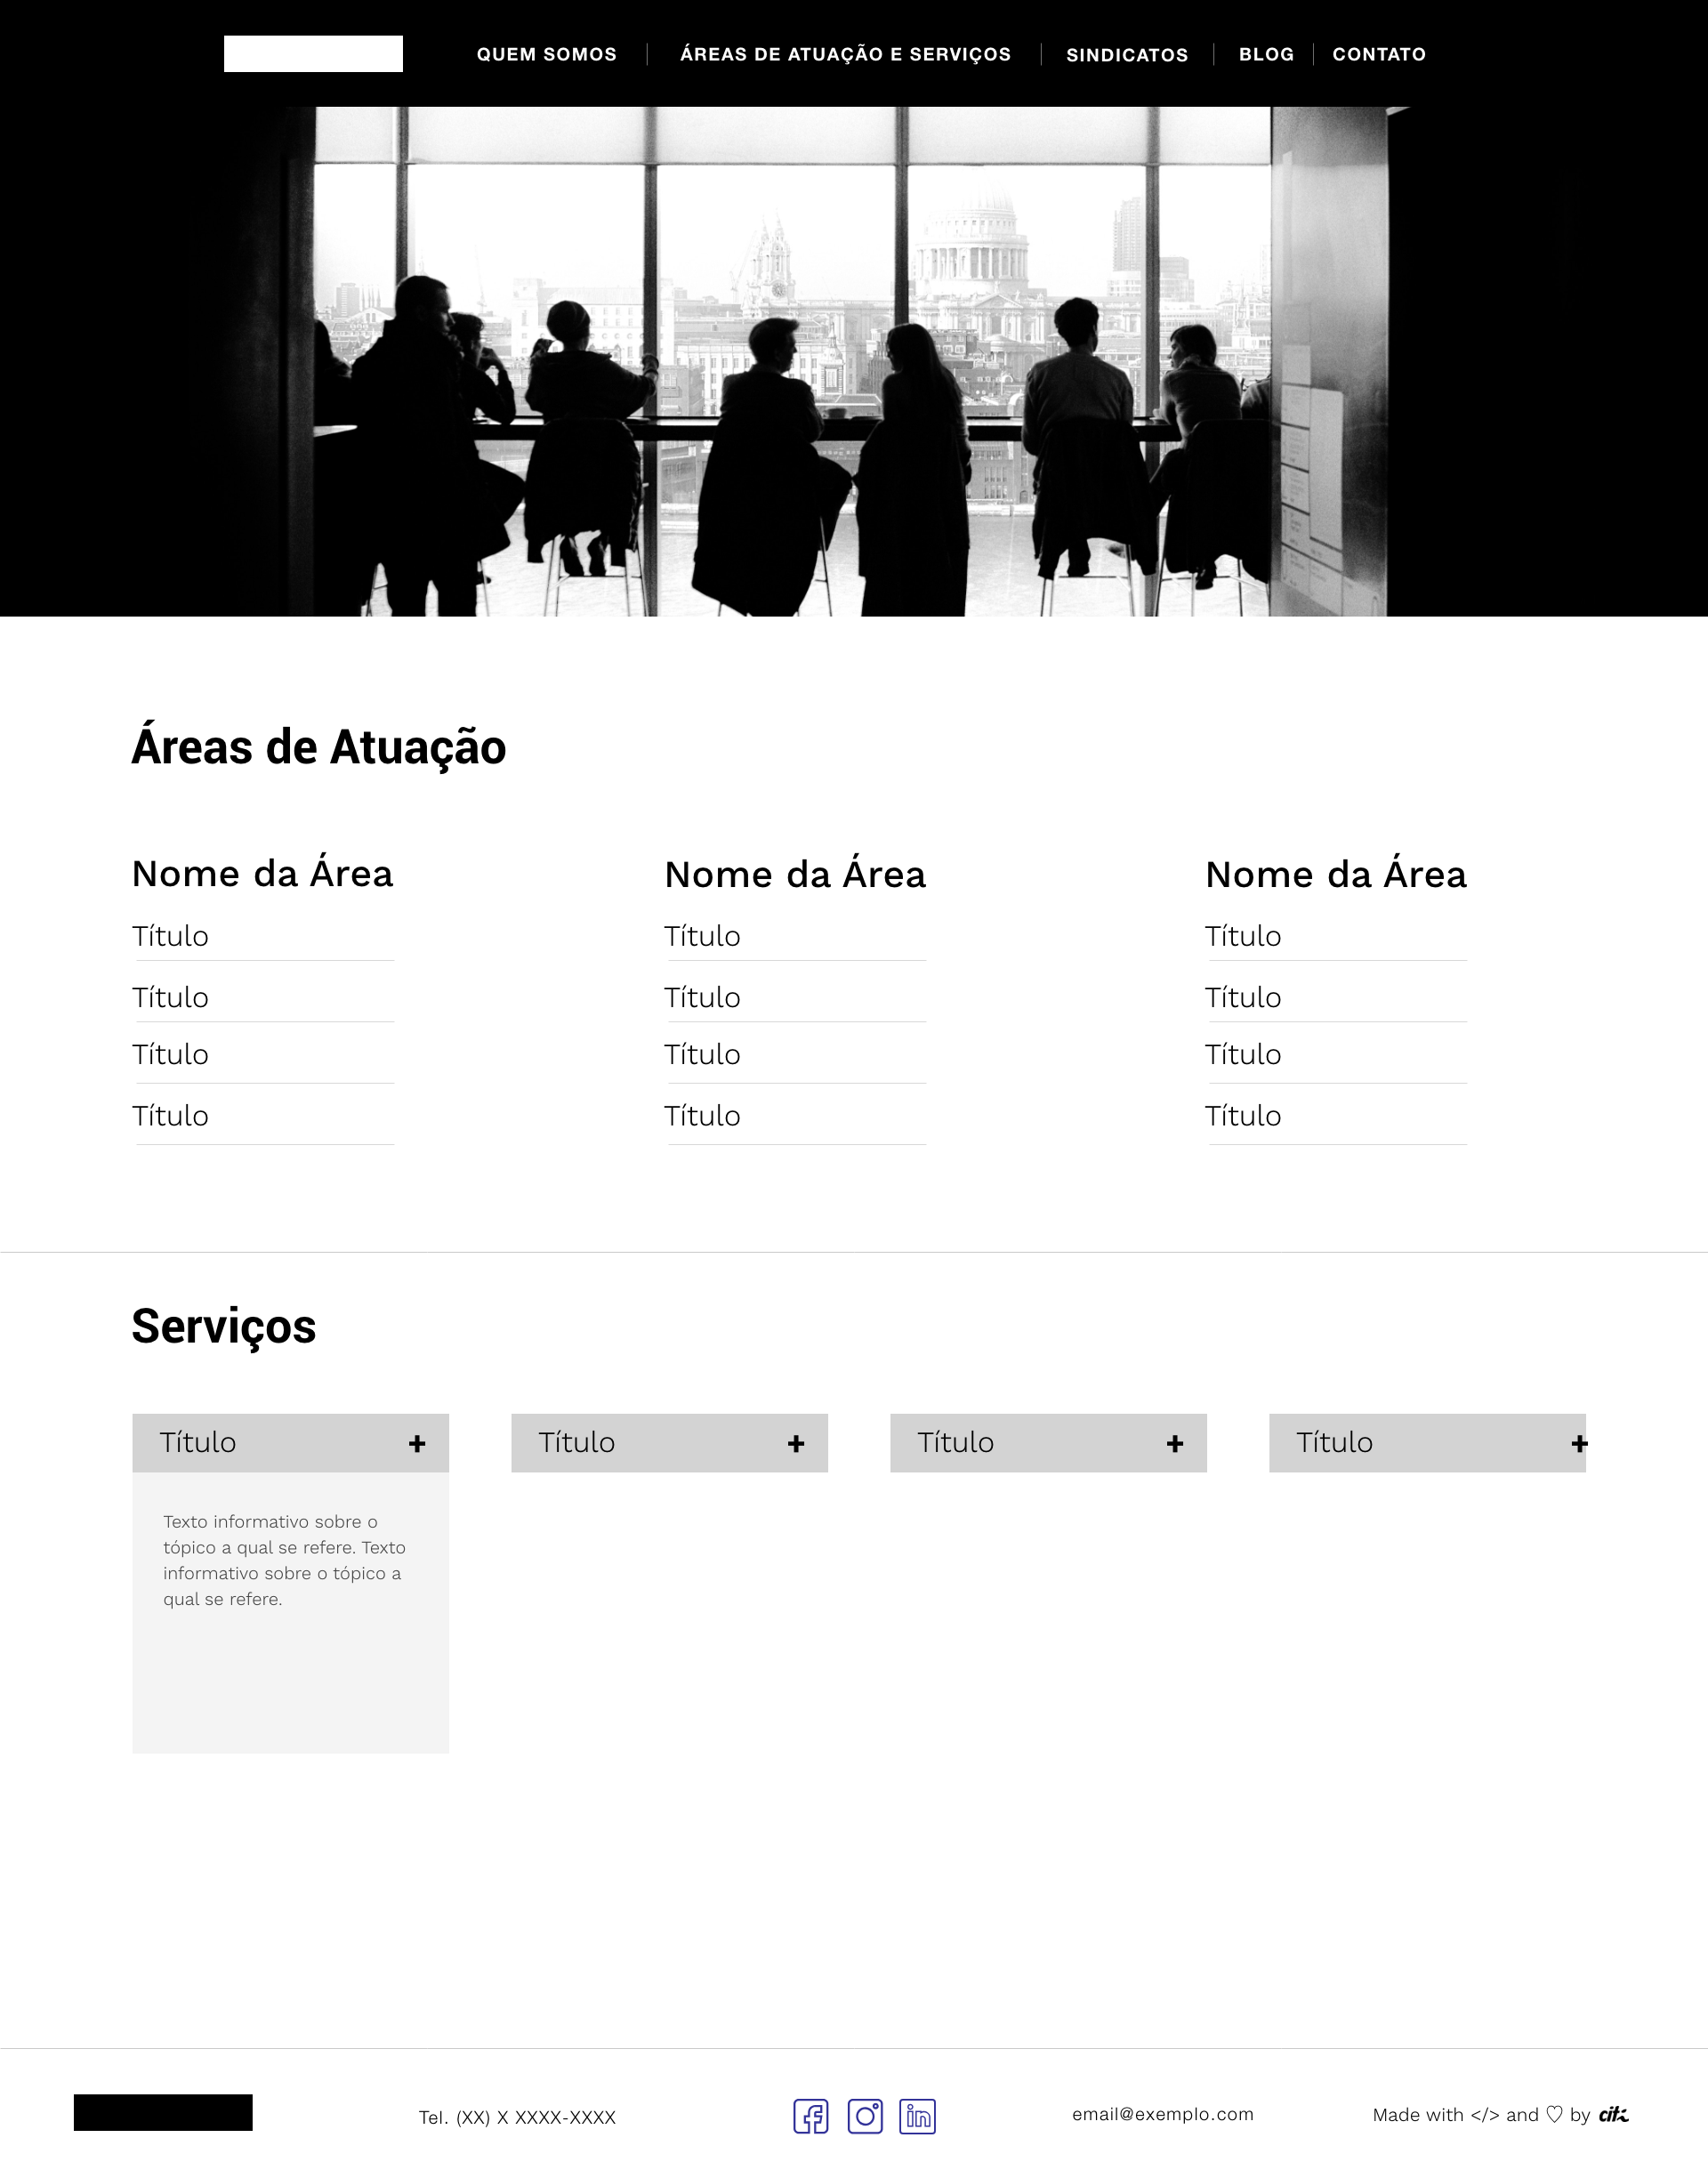 QUEM SOMOS
ÁREAS DE ATUAÇÃO E SERVIÇOS
SINDICATOS
BLOG
CONTATO
Áreas de Atuação
Nome da Área
Título
Título
Título
Título
Nome da Área
Título
Título
Título
Título
Nome da Área
Título
Título
Título
Título
Serviços
Título +
Texto informativo sobre o
tópico a qual se refere. Texto
informativo sobre o tópico a
qual se refere.
Título +
Título +
Título +
Tel. (XX) X XXXX-XXXX
in
email@exemplo.com
Made with </> and ♡ by citi